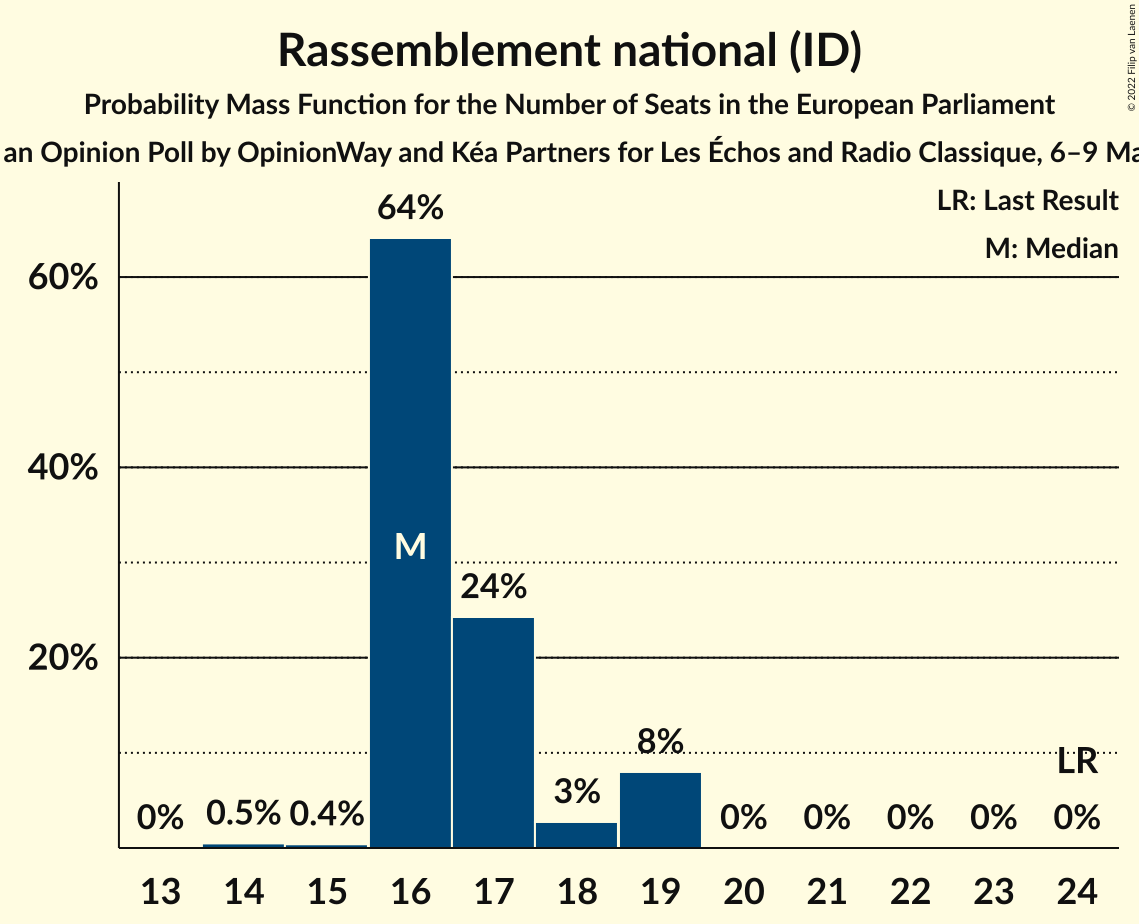 Rassemblement national (ID)
Probability Mass Function for the Number of Seats in the European Parliament
an Opinion Poll by OpinionWay and Kéa Partners for Les Échos and Radio Classique, 6–9 Ma
© 2022 Filip van Laenen
LR: Last Result
M: Median
64%
60%
40%
M
24%
20%
8%
LR
3%
0% 0.5% 0.4% 0% 0% 0% 0% 0%
13 14 15 16 17 18 19 20 21 22 23 24